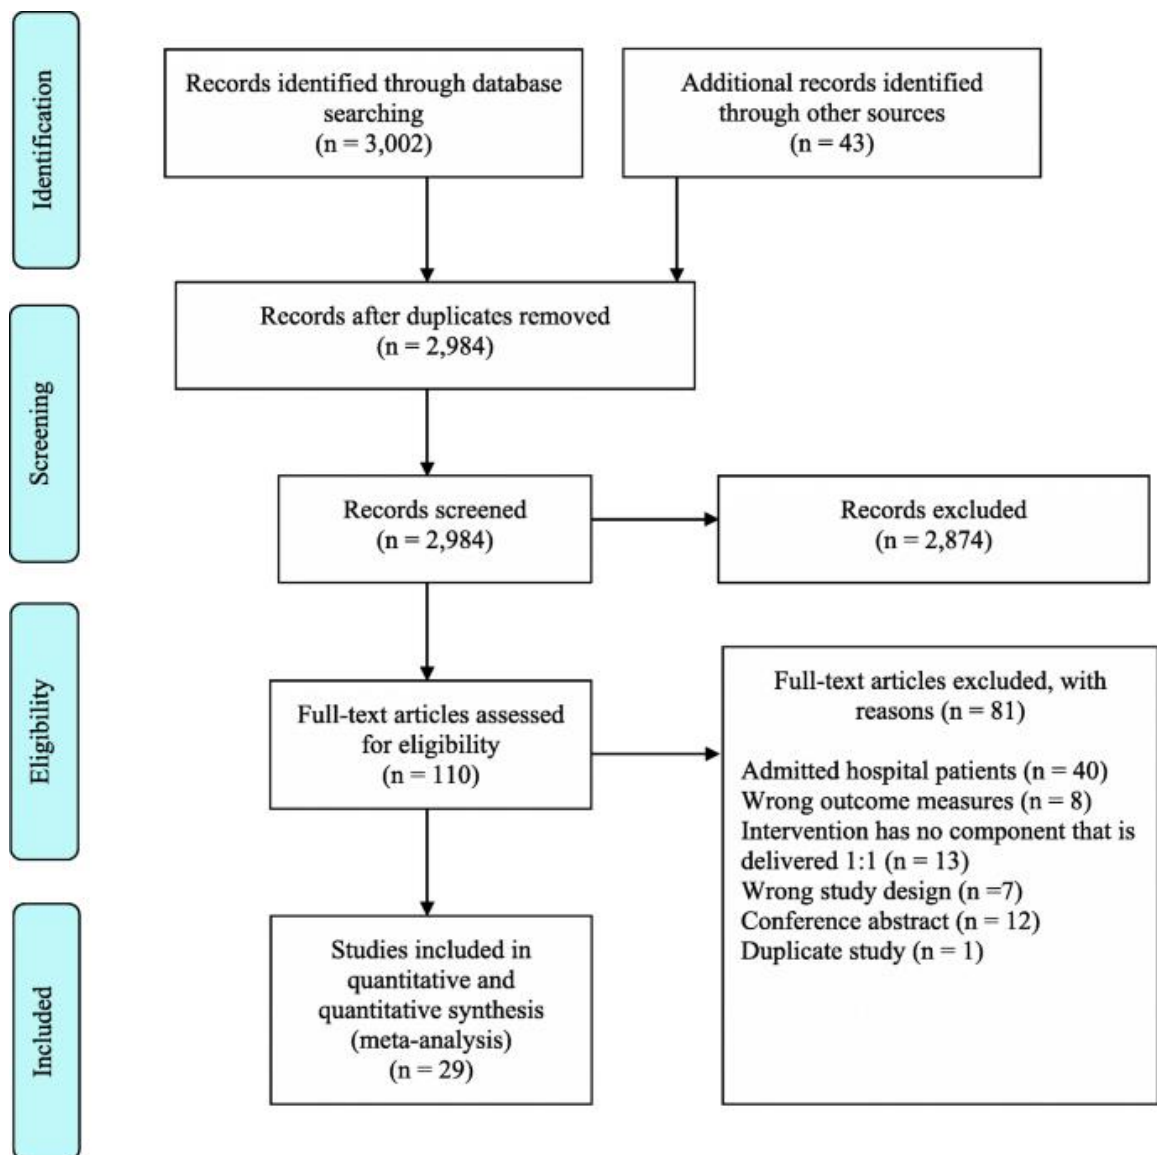 Identification
Records identified through database
searching
(n = 3,002)
Additional records identified
through other sources
(n = 43)
Records after duplicates removed
(n = 2,984)
Screening
Records screened
(n = 2,984)
Records excluded
(n = 2,874)
Eligibility
Full-text articles assessed
for eligibility
(n = 110)
Full-text articles excluded, with
reasons (n = 81)
Admitted hospital patients (n = 40)
Wrong outcome measures (n = 8)
Intervention has no component that is
delivered 1:1 (n = 13)
Wrong study design (n =7)
Conference abstract (n = 12)
Duplicate study (n = 1)
Included
Studies included in
quantitative and
quantitative synthesis
(meta-analysis)
(n = 29)